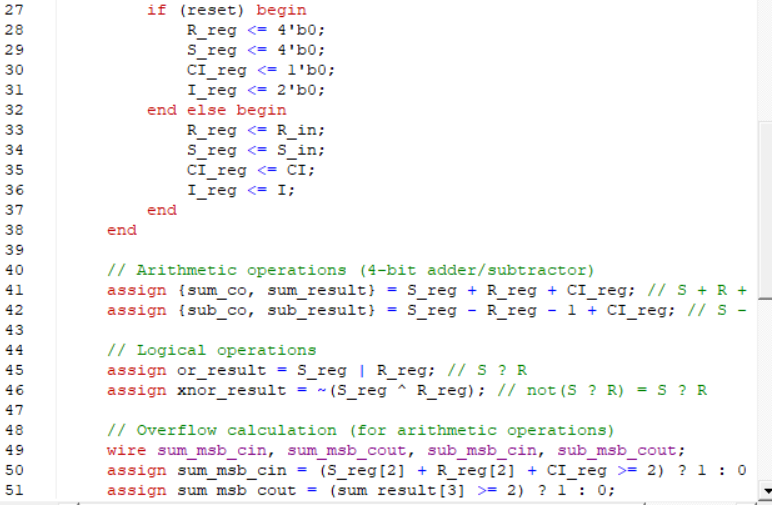 27 if (reset) begin
28 R_reg <= 4'b0;
29 S_reg <= 4'b0;
30 CI_reg <= 1'b0;
31 I_reg <= 2'b0;
32 end else begin
33 R_reg <= R_in;
34 S_reg <= S_in;
35 CI_reg <= CI;
36 I_reg <= I;
37 end
38 end
39
40 // Arithmetic operations (4-bit adder/subtractor)
41 assign {sum_co, sum_result} = S_reg + R_reg + CI_reg; // S + R +
42 assign {sub_co, sub_result} = S_reg - R_reg - 1 + CI_reg; // S -
43
44 // Logical operations
45 assign or_result = S_reg | R_reg; // S ? R
46 assign xnor_result = ~(S_reg ^ R_reg); // not(S ? R) = S ? R
47
48 // Overflow calculation (for arithmetic operations)
49 wire sum_msb_cin, sum_msb_cout, sub_msb_cin, sub_msb_cout;
50 assign sum_msb_cin = (S_reg[2] + R_reg[2] + CI_reg >= 2) ? 1 : 0
51 assign sum_msb_cout = (sum_result[3] >= 2) ? 1 : 0;